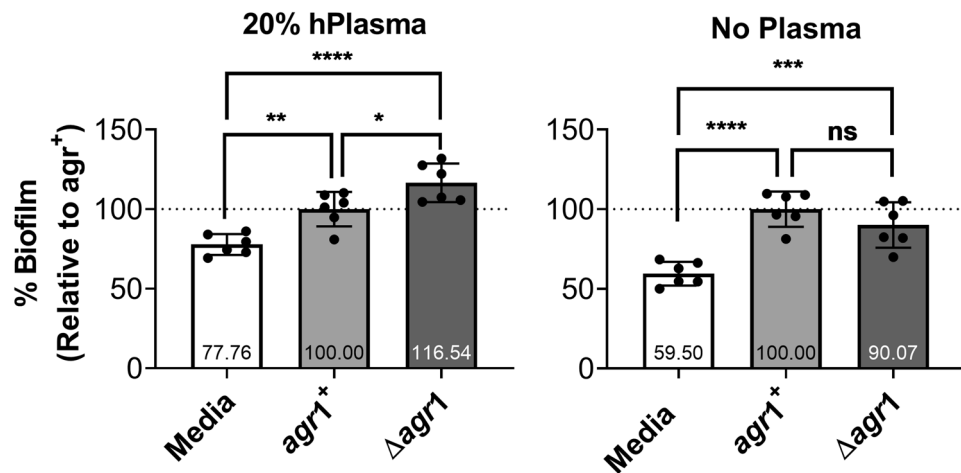 20% hPlasma
****
**
*
% Biofilm
(Relative to agr⁺)
150
100
50
0
77.76
100.00
116.54
Media
agr1⁺
Δagr1
No Plasma
***
****
ns
150
100
50
0
59.50
100.00
90.07
Media
agr1⁺
Δagr1